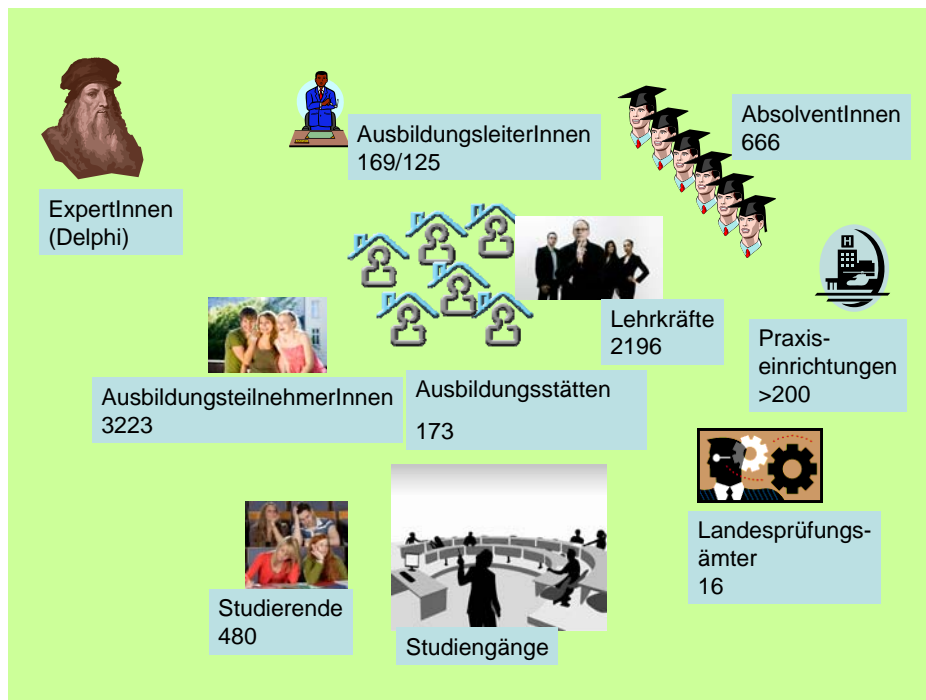 AusbildungsleiterInnen
169/125
AbsolventInnen
666
ExpertInnen
(Delphi)
H
Lehrkräfte
2196
Praxis-
einrichtungen
>200
AusbildungsteilnehmerInnen
3223
Ausbildungsstätten
173
Landesprüfungs-
ämter
16
Studierende
480
Studiengänge